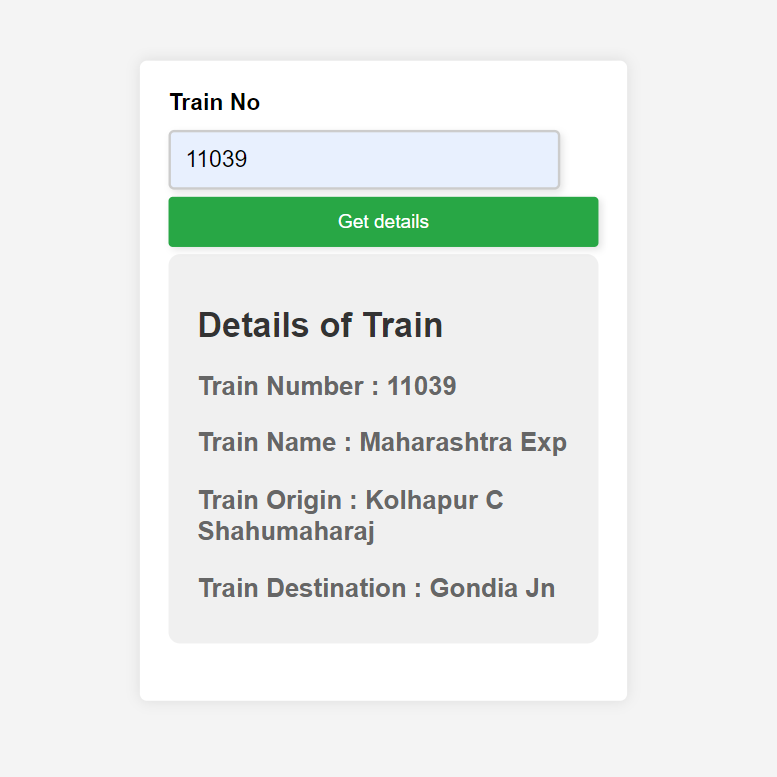 Train No
11039
Get details
Details of Train
Train Number : 11039
Train Name : Maharashtra Exp
Train Origin : Kolhapur C
Shahumaharaj
Train Destination : Gondia Jn